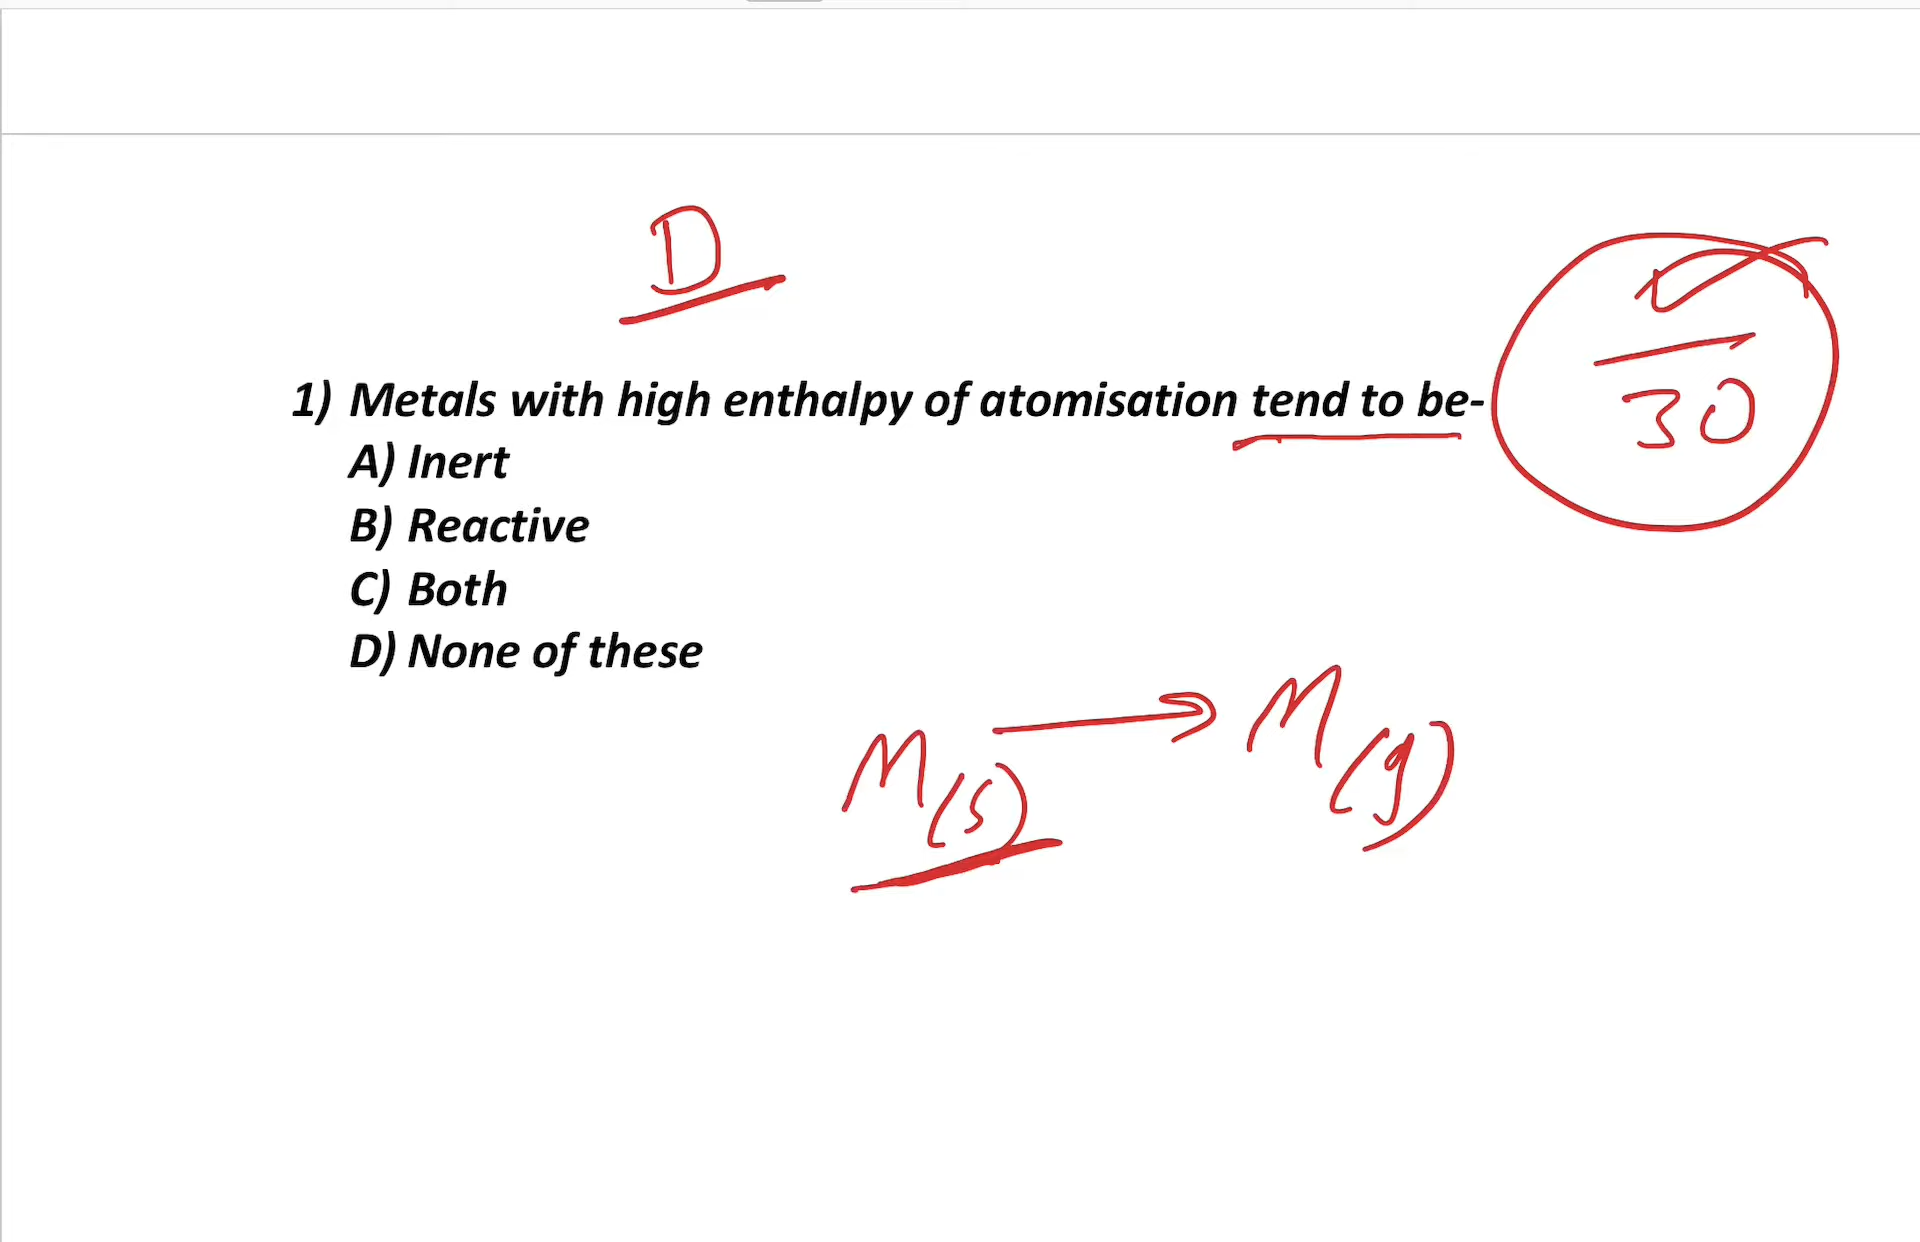 D
1) Metals with high enthalpy of atomisation tend to be-
30
A) Inert
B) Reactive
C) Both
D) None of these
M(s) → M(g)